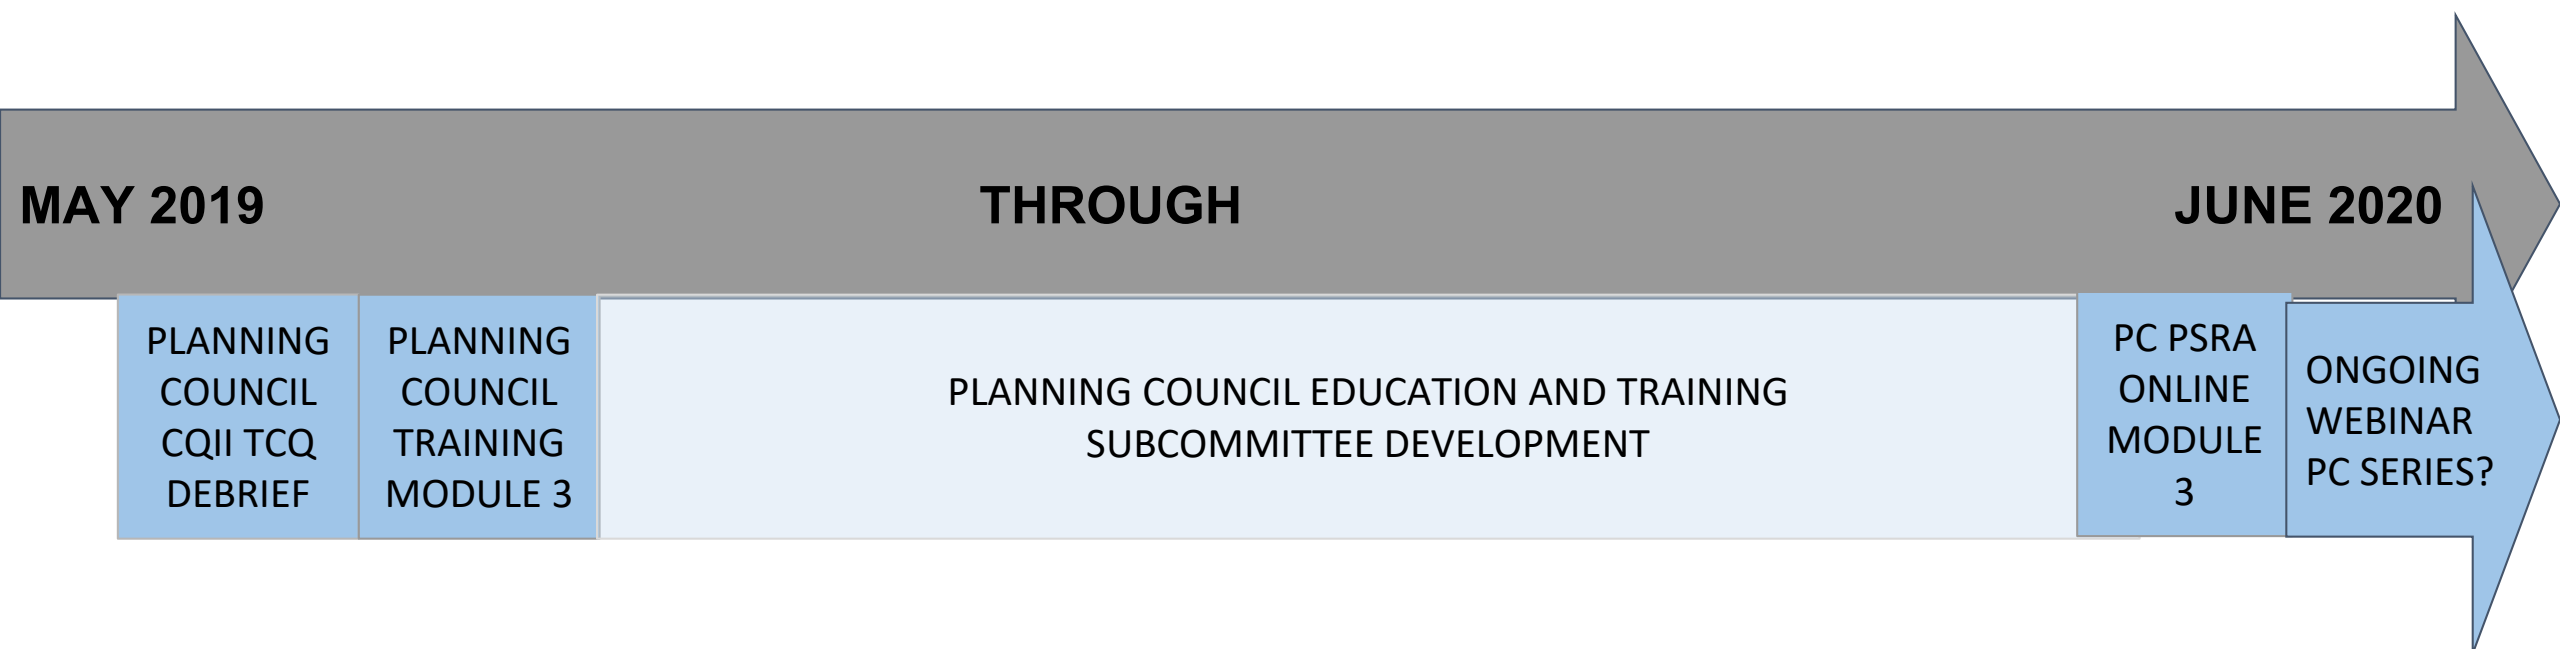 MAY 2019 THROUGH JUNE 2020
PLANNING
COUNCIL
CQII TCQ
DEBRIEF
PLANNING
COUNCIL
TRAINING
MODULE 3
PLANNING COUNCIL EDUCATION AND TRAINING
SUBCOMMITTEE DEVELOPMENT
PC PSRA
ONLINE
MODULE
3
ONGOING
WEBINAR
PC SERIES?